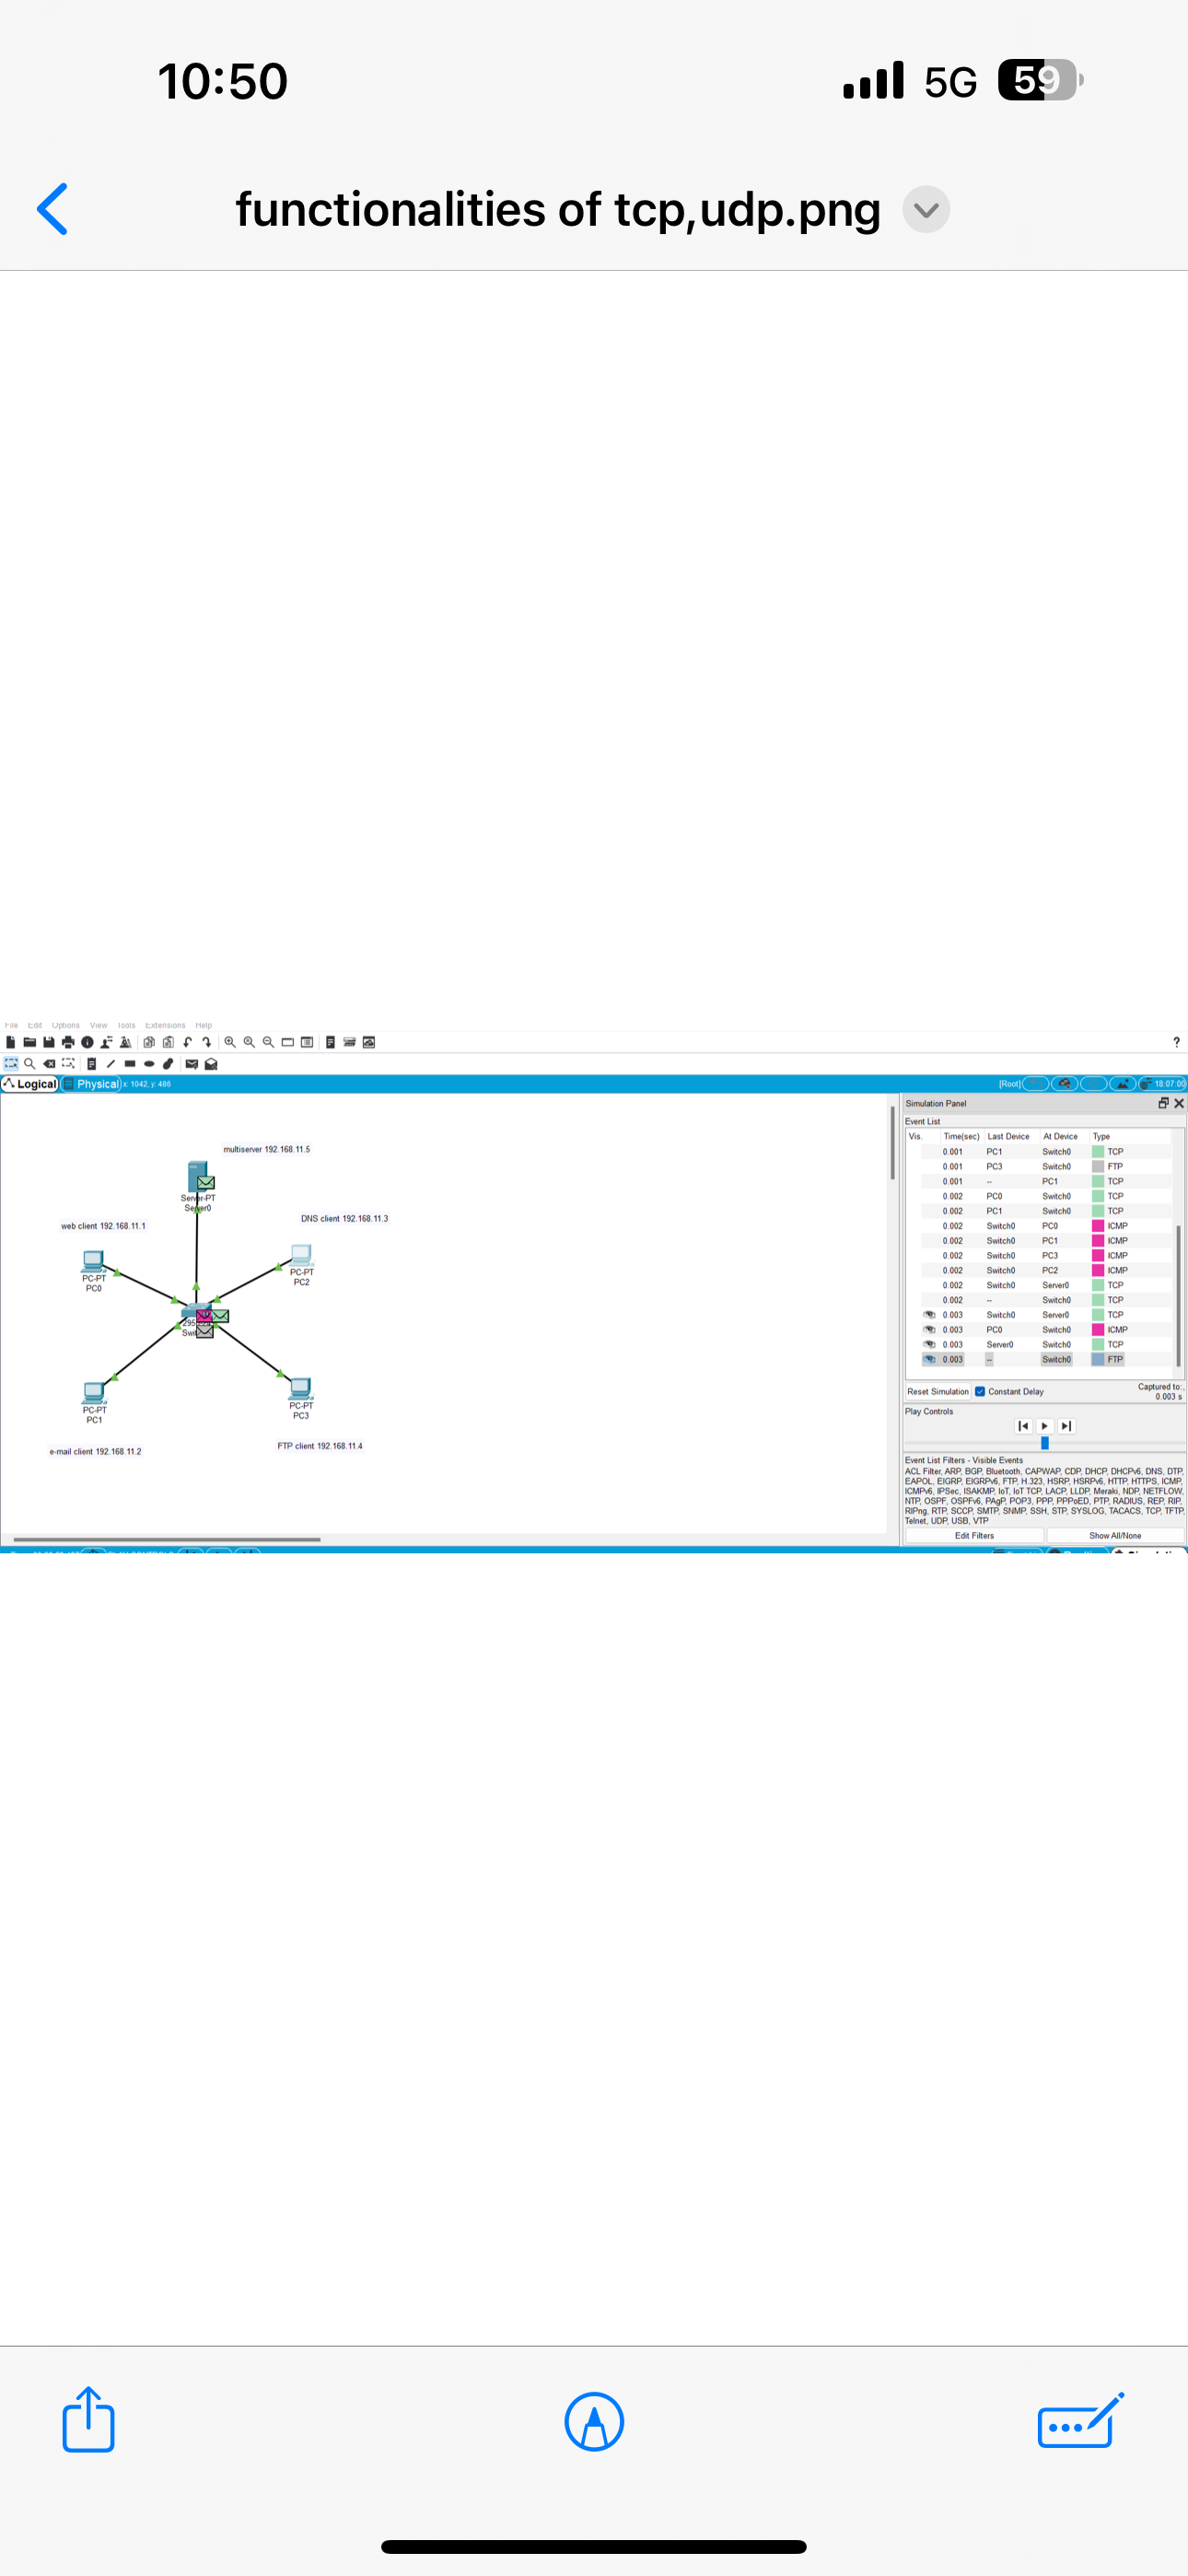 10:50
5G 59
functionalities of tcp,udp.png
File Edit Options View Tools Extensions Help
?
Logical Physical x: 1042, y: 486
[Root] 18:07:00
Simulation Panel
Event List
Vis. Time(sec) Last Device At Device Type
0.001 PC1 Switch0 TCP
0.001 PC3 Switch0 FTP
0.001 -- PC1 TCP
0.002 PC0 Switch0 TCP
0.002 PC1 Switch0 TCP
0.002 Switch0 PC0 ICMP
0.002 Switch0 PC1 ICMP
0.002 Switch0 PC3 ICMP
0.002 Switch0 PC2 ICMP
0.002 Switch0 Server0 TCP
0.002 -- Switch0 TCP
0.003 Switch0 Server0 TCP
0.003 PC0 Switch0 ICMP
0.003 Server0 Switch0 TCP
0.003 -- Switch0 FTP
Reset Simulation Constant Delay
Captured to:
0.003 s
Play Controls
Event List Filters - Visible Events
ACL Filter, ARP, BGP, Bluetooth, CAPWAP, CDP, DHCP, DHCPv6, DNS, DTP,
EAPOL, EIGRP, EIGRPv6, FTP, H.323, HSRP, HSRPv6, HTTP, HTTPS, ICMP,
ICMPv6, IPSec, ISAKMP, IoT, IoT TCP, LACP, LLDP, Meraki, NDP, NETFLOW,
NTP, OSPF, OSPFv6, PAgP, POP3, PPP, PPPoED, PTP, RADIUS, REP, RIP,
RIPng, RTP, SCCP, SMTP, SNMP, SSH, STP, SYSLOG, TACACS, TCP, TFTP,
Telnet, UDP, USB, VTP
Edit Filters Show All/None
multiserver 192.168.11.5
Server-PT
Server0
web client 192.168.11.1
DNS client 192.168.11.3
PC-PT
PC0
PC-PT
PC2
PC-PT
PC1
PC-PT
PC3
e-mail client 192.168.11.2
FTP client 192.168.11.4